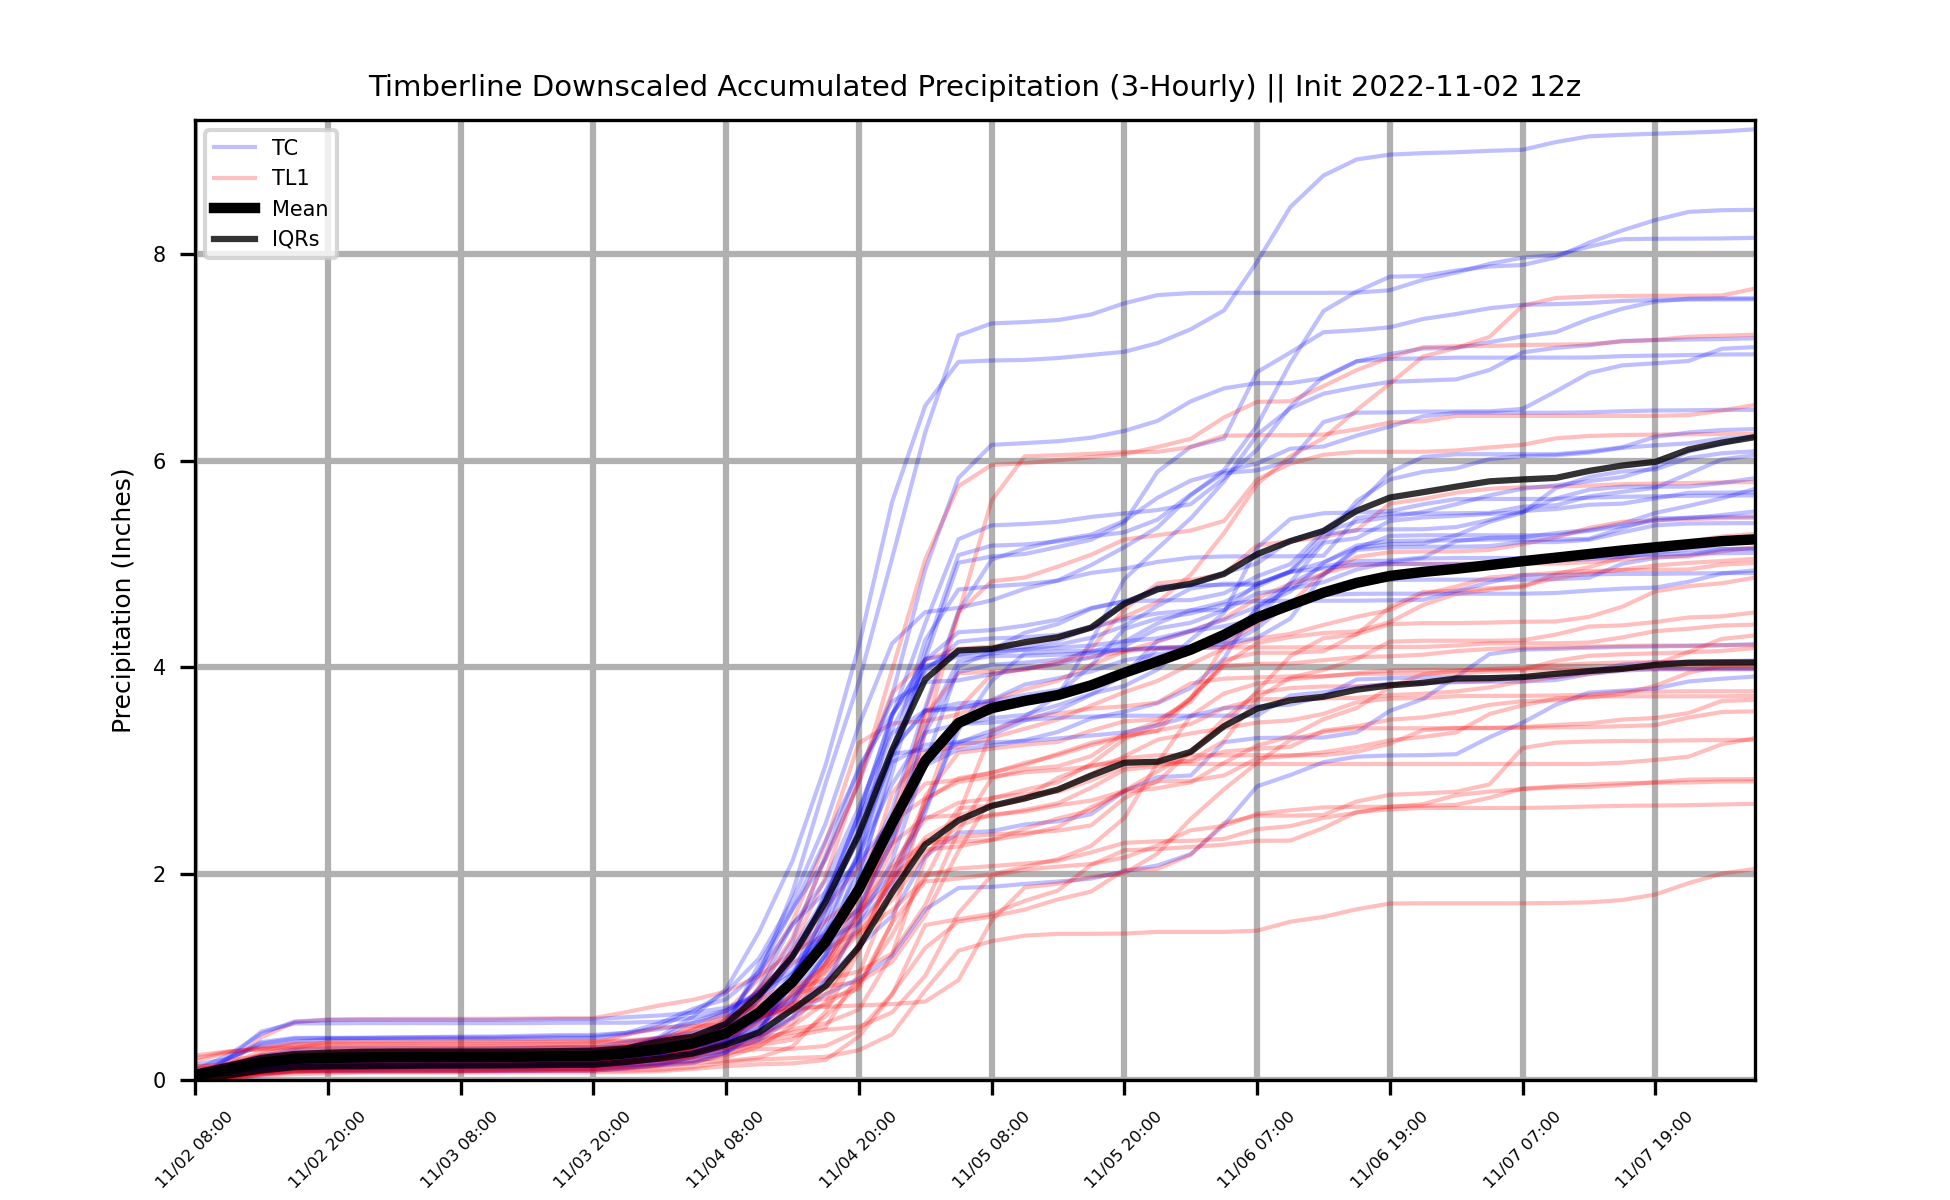 Timberline Downscaled Accumulated Precipitation (3-Hourly) || Init 2022-11-02 12z
TC
TL1
Mean
IQRs
Precipitation (Inches)
8
6
4
2
0
11/02 08:00
11/02 20:00
11/03 08:00
11/03 20:00
11/04 08:00
11/04 20:00
11/05 08:00
11/05 20:00
11/06 07:00
11/06 19:00
11/07 07:00
11/07 19:00